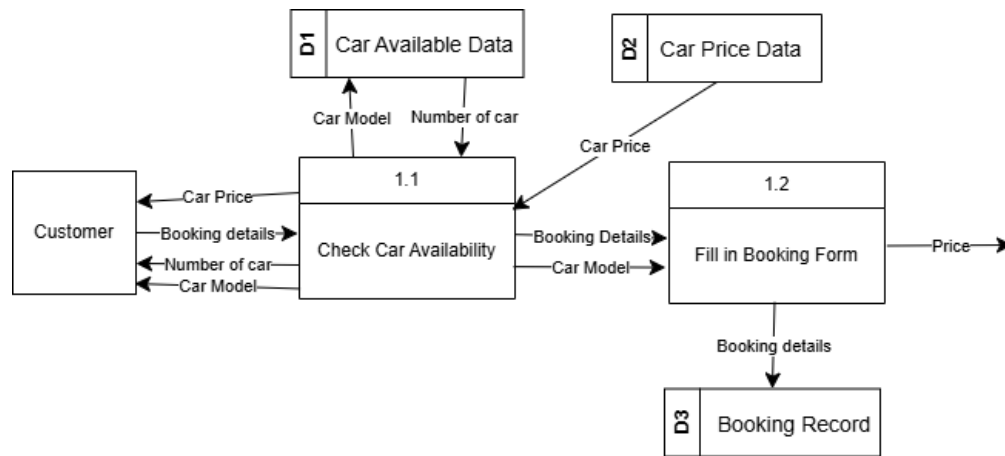 D1 Car Available Data
D2 Car Price Data
Car Model
Number of car
Car Price
1.1
1.2
Car Price
Customer
Booking details
Check Car Availability
Booking Details
Fill in Booking Form
Price
Number of car
Car Model
Car Model
Booking details
D3 Booking Record